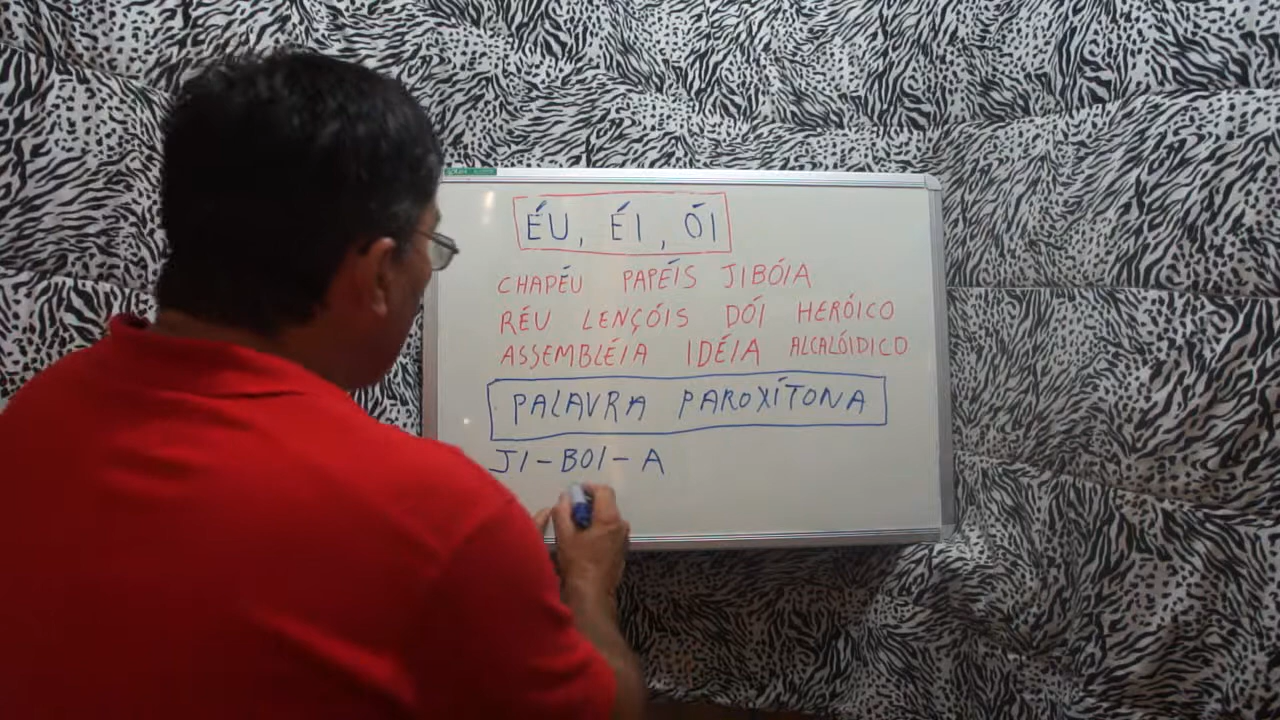 ÉU, ÉI, ÓI
CHAPÉU PAPÉIS JIBÓIA
RÉU LENÇÓIS DÓI HERÓICO
ASSEMBLÉIA IDÉIA ALCALÓIDICO
PALAVRA PAROXÍTONA
JI-BOI-A